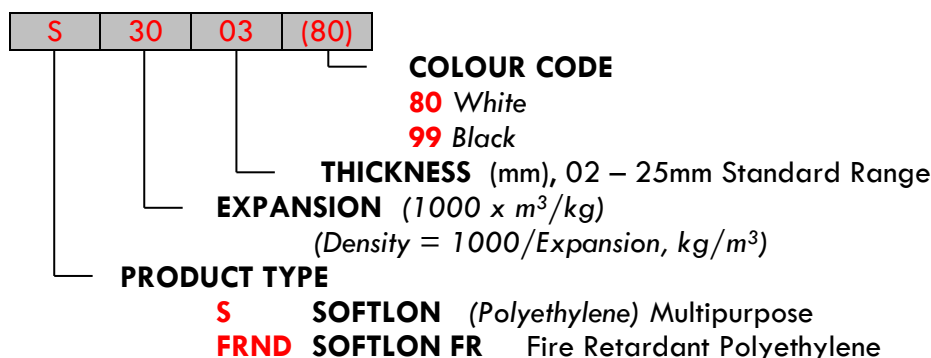 S 30 03 (80)
COLOUR CODE
80 White
99 Black
THICKNESS (mm), 02 – 25mm Standard Range
EXPANSION (1000 x m³/kg)
(Density = 1000/Expansion, kg/m³)
PRODUCT TYPE
S SOFTLON (Polyethylene) Multipurpose
FRND SOFTLON FR Fire Retardant Polyethylene